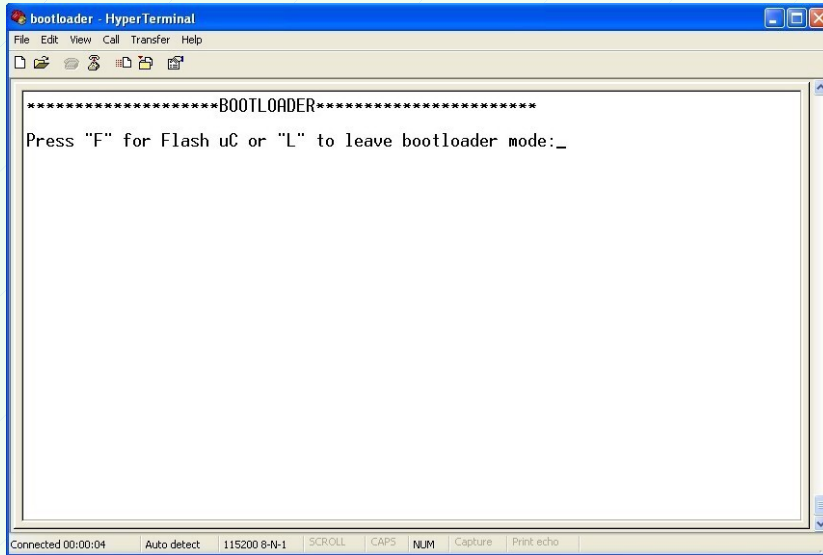 bootloader - HyperTerminal
File Edit View Call Transfer Help
********************BOOTLOADER***********************
Press "F" for Flash uC or "L" to leave bootloader mode:_
Connected 00:00:04 Auto detect 115200 8-N-1 SCROLL CAPS NUM Capture Print echo